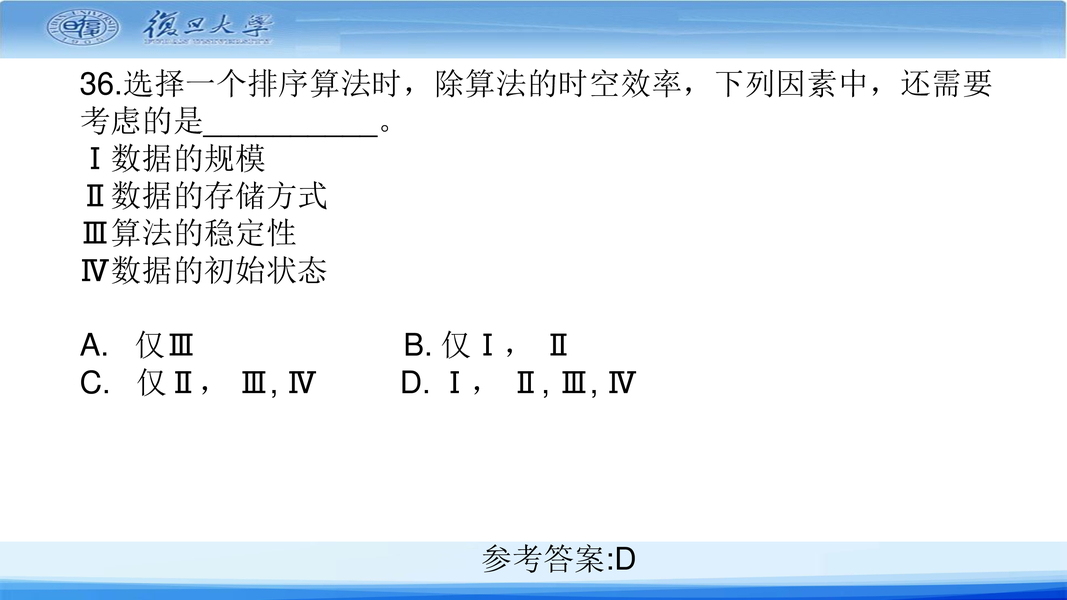 復旦大學
FUDAN UNIVERSITY
36.选择一个排序算法时，除算法的时空效率，下列因素中，还需要
考虑的是___________。
Ⅰ数据的规模
Ⅱ数据的存储方式
Ⅲ算法的稳定性
Ⅳ数据的初始状态
A. 仅Ⅲ B. 仅Ⅰ， Ⅱ
C. 仅Ⅱ， Ⅲ, Ⅳ D. Ⅰ， Ⅱ, Ⅲ, Ⅳ
参考答案:D